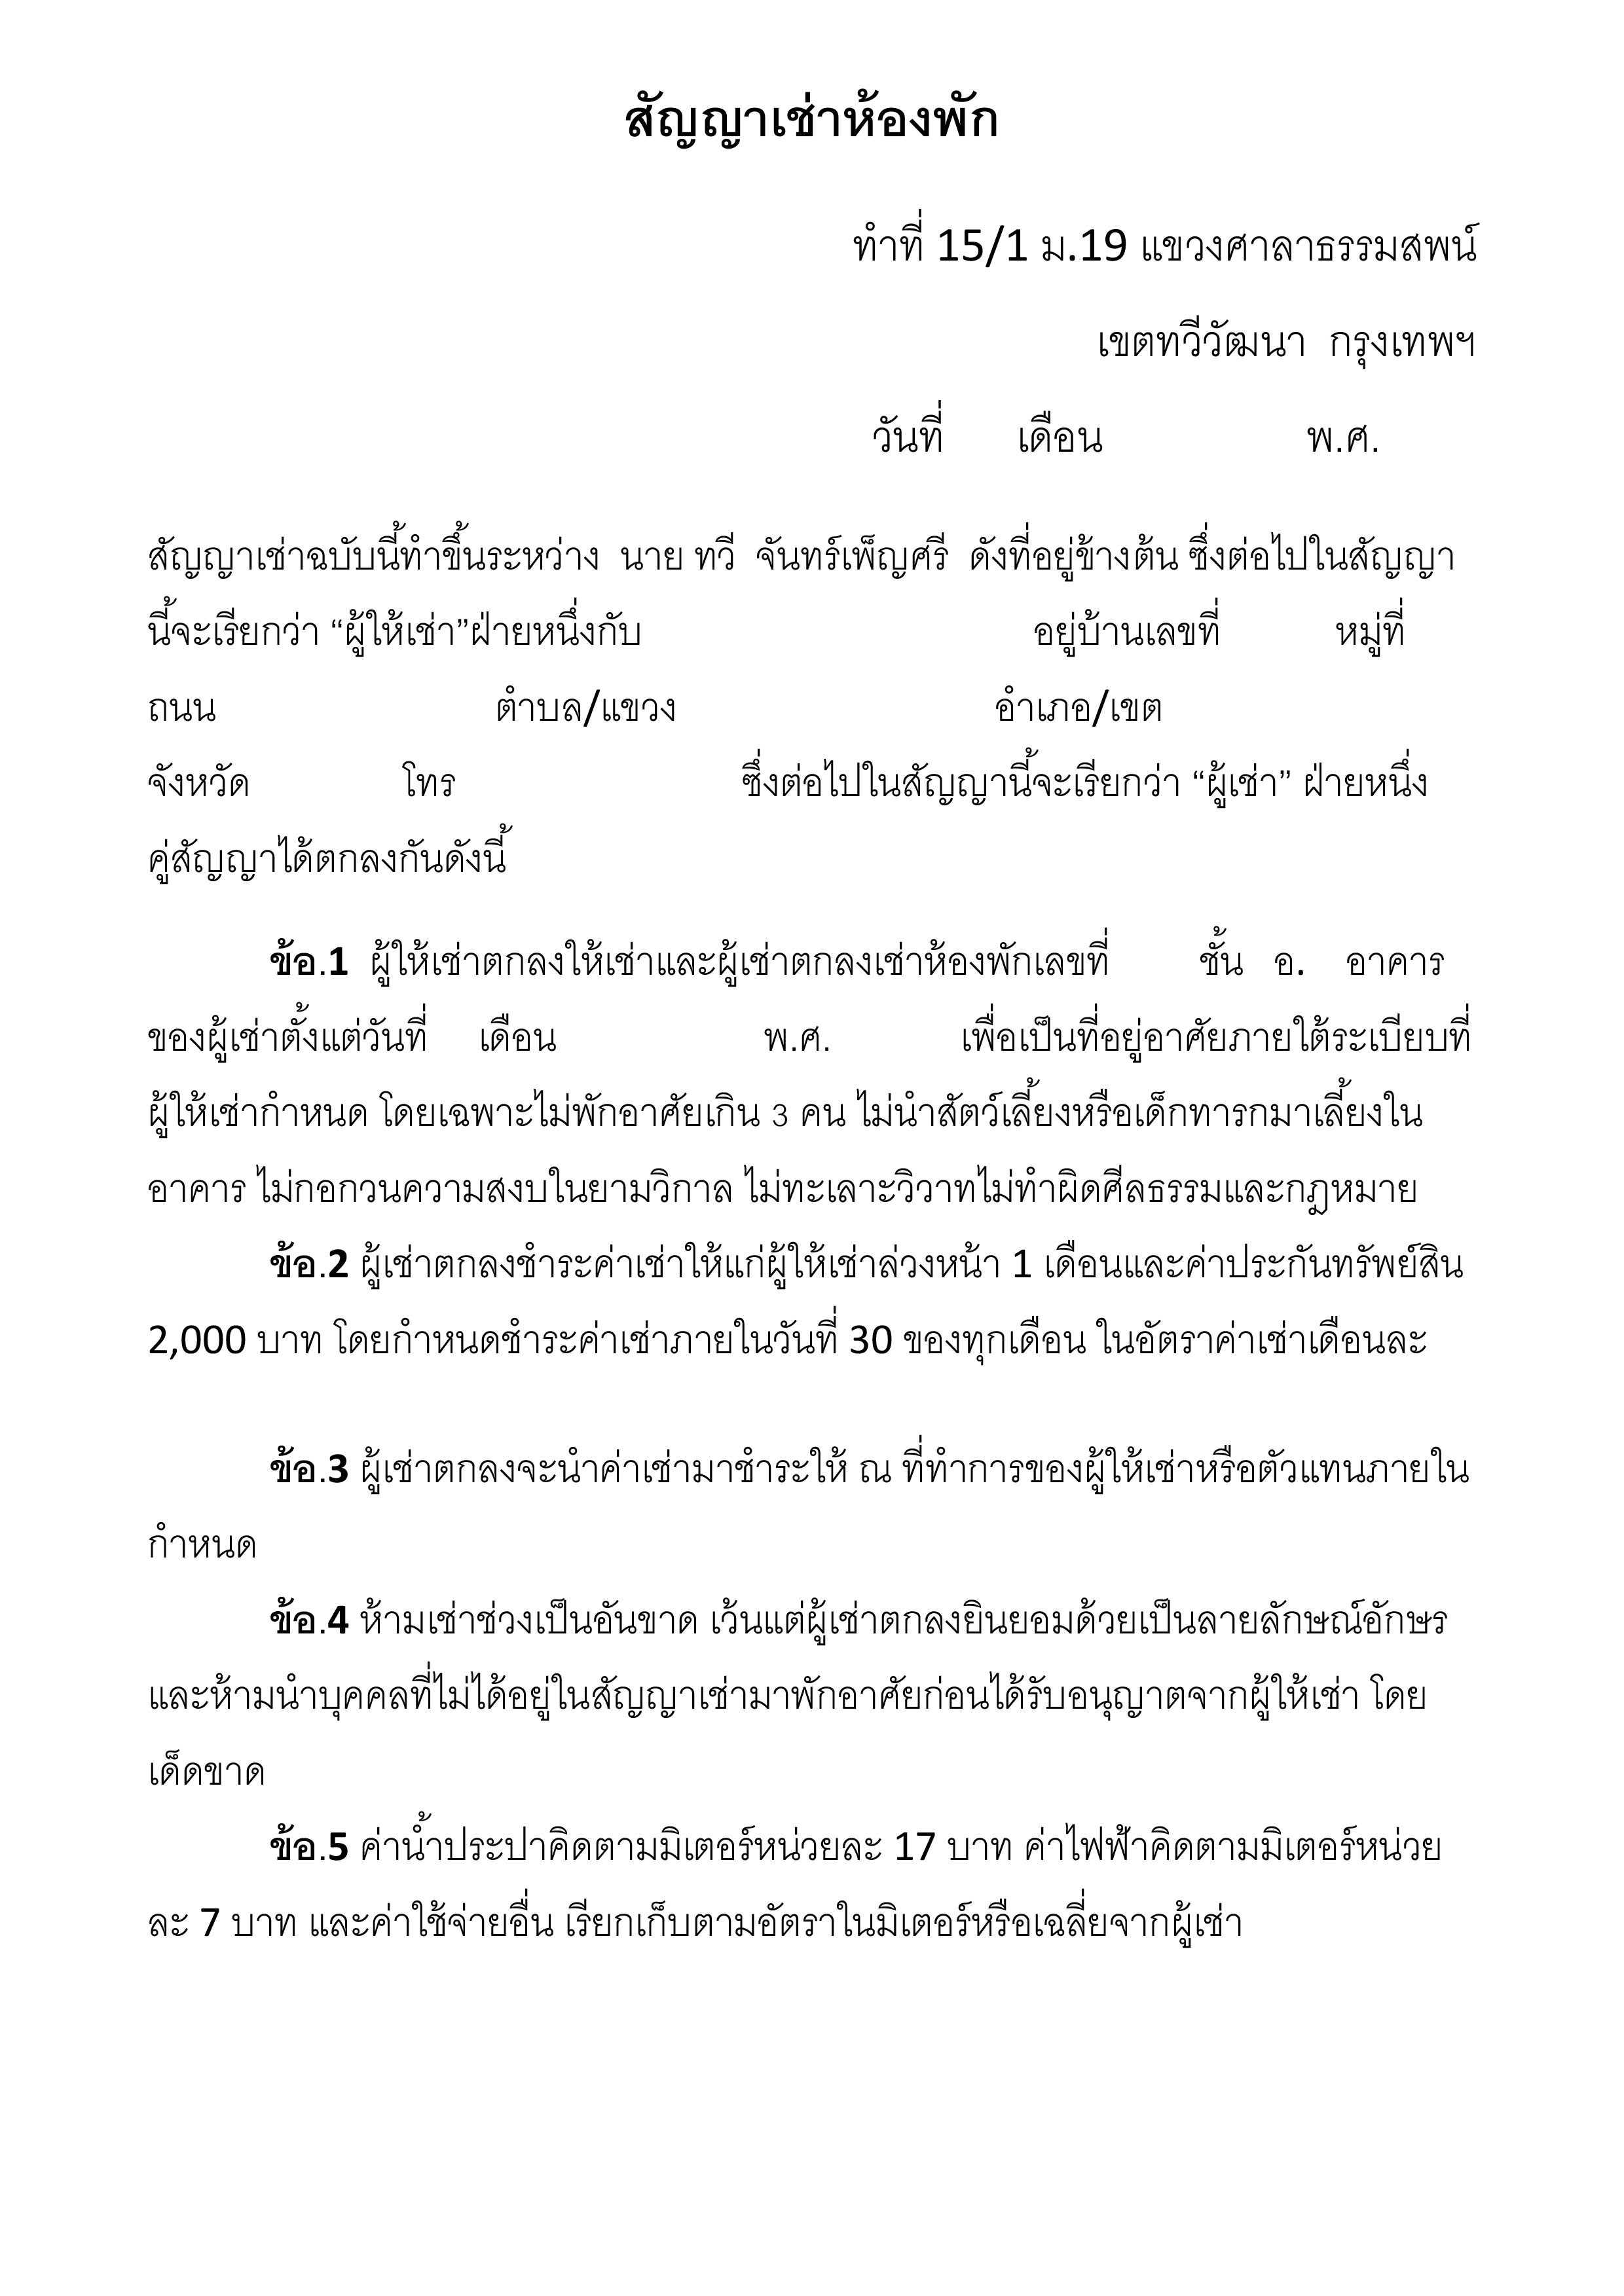 สัญญาเช่าห้องพัก
ทำที่ 15/1 ม.19 แขวงศาลาธรรมสพน์
เขตทวีวัฒนา กรุงเทพฯ
วันที่ เดือน พ.ศ.
สัญญาเช่าฉบับนี้ทำขึ้นระหว่าง นาย ทวี จันทร์เพ็ญศรี ดังที่อยู่ข้างต้น ซึ่งต่อไปในสัญญา
นี้จะเรียกว่า “ผู้ให้เช่า”ฝ่ายหนึ่งกับ อยู่บ้านเลขที่ หมู่ที่
ถนน ตำบล/แขวง อำเภอ/เขต
จังหวัด โทร ซึ่งต่อไปในสัญญานี้จะเรียกว่า “ผู้เช่า” ฝ่ายหนึ่ง
คู่สัญญาได้ตกลงกันดังนี้
ข้อ.1 ผู้ให้เช่าตกลงให้เช่าและผู้เช่าตกลงเช่าห้องพักเลขที่ ชั้น อ. อาคาร
ของผู้เช่าตั้งแต่วันที่ เดือน พ.ศ. เพื่อเป็นที่อยู่อาศัยภายใต้ระเบียบที่
ผู้ให้เช่ากำหนด โดยเฉพาะไม่พักอาศัยเกิน 3 คน ไม่นำสัตว์เลี้ยงหรือเด็กทารกมาเลี้ยงใน
อาคาร ไม่กอกวนความสงบในยามวิกาล ไม่ทะเลาะวิวาทไม่ทำผิดศีลธรรมและกฎหมาย
ข้อ.2 ผู้เช่าตกลงชำระค่าเช่าให้แก่ผู้ให้เช่าล่วงหน้า 1 เดือนและค่าประกันทรัพย์สิน
2,000 บาท โดยกำหนดชำระค่าเช่าภายในวันที่ 30 ของทุกเดือน ในอัตราค่าเช่าเดือนละ
ข้อ.3 ผู้เช่าตกลงจะนำค่าเช่ามาชำระให้ ณ ที่ทำการของผู้ให้เช่าหรือตัวแทนภายใน
กำหนด
ข้อ.4 ห้ามเช่าช่วงเป็นอันขาด เว้นแต่ผู้เช่าตกลงยินยอมด้วยเป็นลายลักษณ์อักษร
และห้ามนำบุคคลที่ไม่ได้อยู่ในสัญญาเช่ามาพักอาศัยก่อนได้รับอนุญาตจากผู้ให้เช่า โดย
เด็ดขาด
ข้อ.5 ค่าน้ำประปาคิดตามมิเตอร์หน่วยละ 17 บาท ค่าไฟฟ้าคิดตามมิเตอร์หน่วย
ละ 7 บาท และค่าใช้จ่ายอื่น เรียกเก็บตามอัตราในมิเตอร์หรือเฉลี่ยจากผู้เช่า